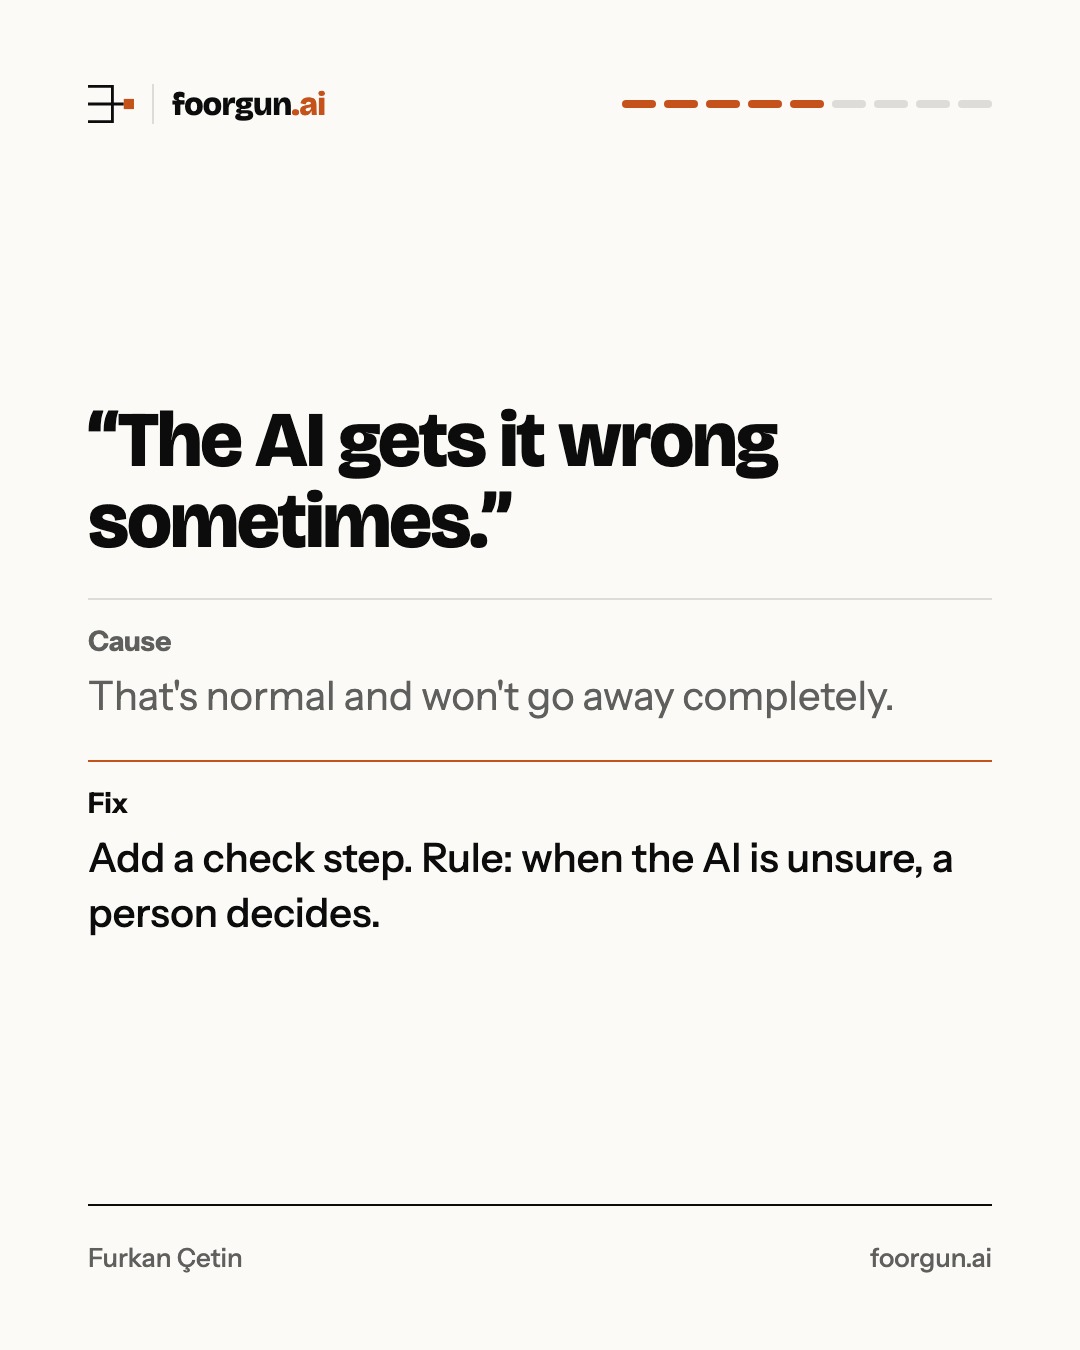 foorgun.ai
“The AI gets it wrong
sometimes.”
Cause
That's normal and won't go away completely.
Fix
Add a check step. Rule: when the AI is unsure, a
person decides.
Furkan Çetin
foorgun.ai